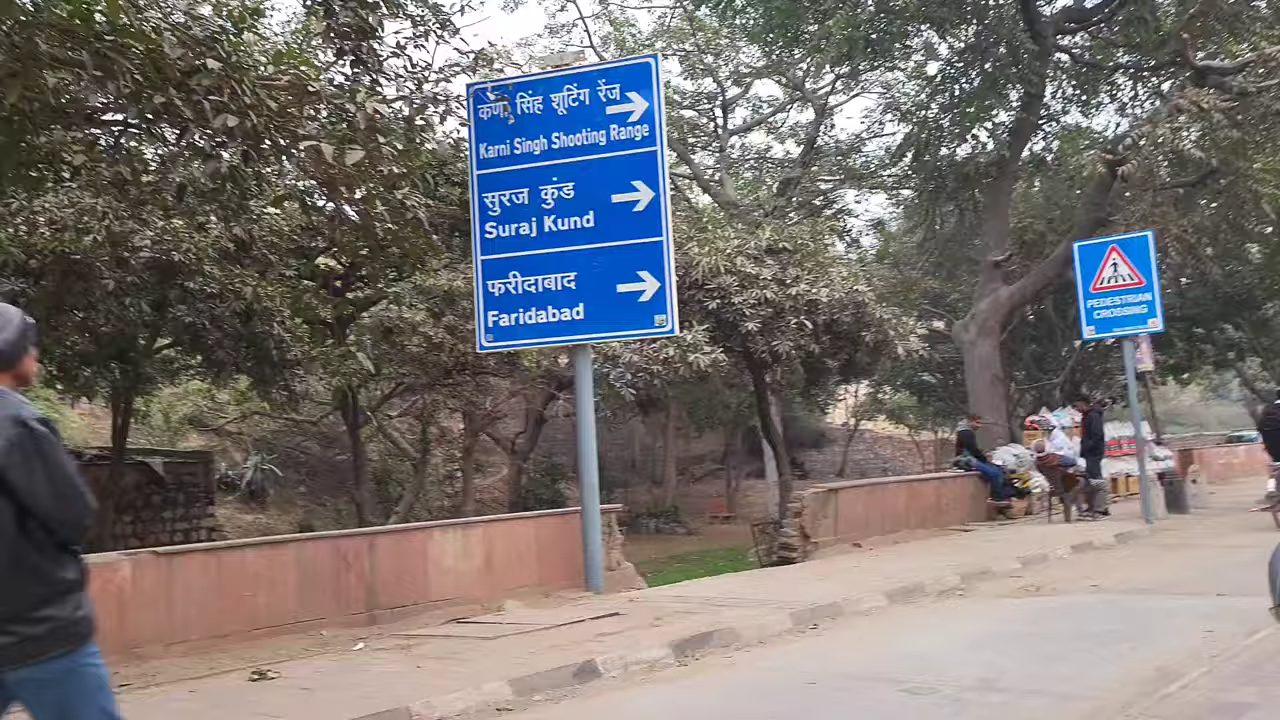 कर्णी सिंह शूटिंग रेंज
Karni Singh Shooting Range
सुरज कुंड
Suraj Kund
फरीदाबाद
Faridabad
PEDESTRIAN
CROSSING